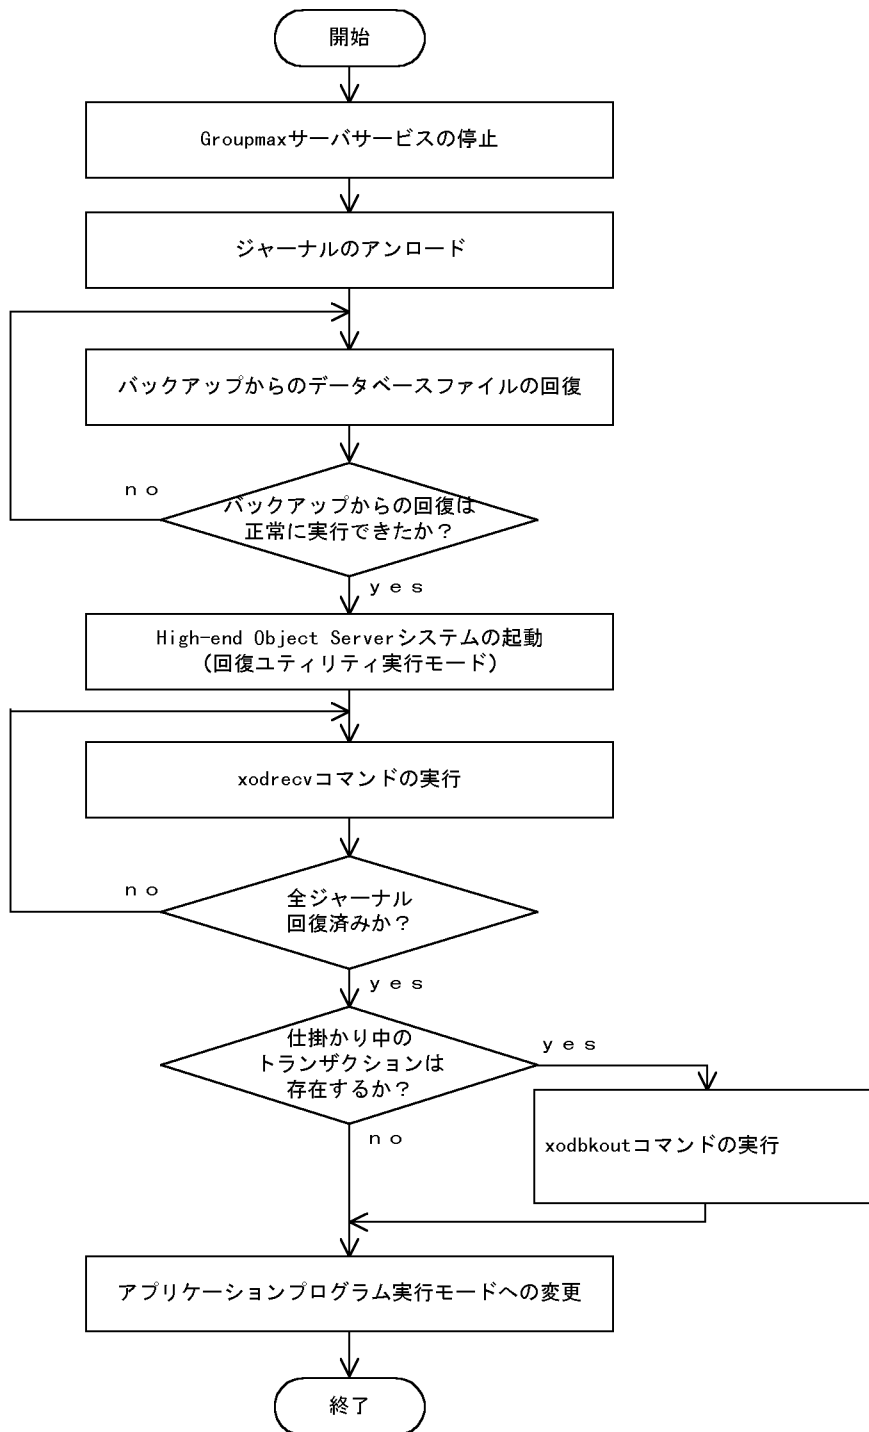 開始
Groupmaxサーバサービスの停止
ジャーナルのアンロード
バックアップからのデータベースファイルの回復
no
バックアップからの回復は
正常に実行できたか？
yes
High-end Object Serverシステムの起動
(回復ユティリティ実行モード)
xodrecvコマンドの実行
no
全ジャーナル
回復済みか？
yes
仕掛かり中の
トランザクションは
存在するか？
yes
no
xodbkoutコマンドの実行
アプリケーションプログラム実行モードへの変更
終了